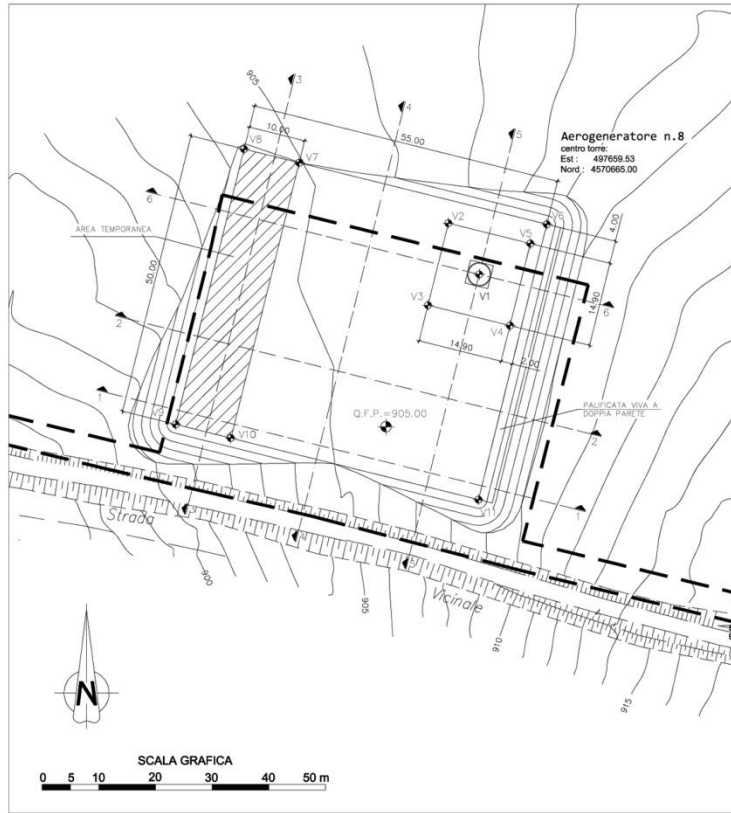 905
3
4
5
Aerogeneratore n.8
centro torre:
Est : 497659.53
Nord : 4570665.00
55.00
10.00
V8
V7
V2
V6
V5
4.00
6
AREA TEMPORANEA
50.00
V1
V3
V4
14.90
6
2
14.90
2.00
1
PALIFICATA VIVA A
DOPPIA PARETE
Q.F.P.=905.00
V9
V10
2
V11
1
Strada
Vicinale
900
905
910
915
N
SCALA GRAFICA
0 5 10 20 30 40 50 m